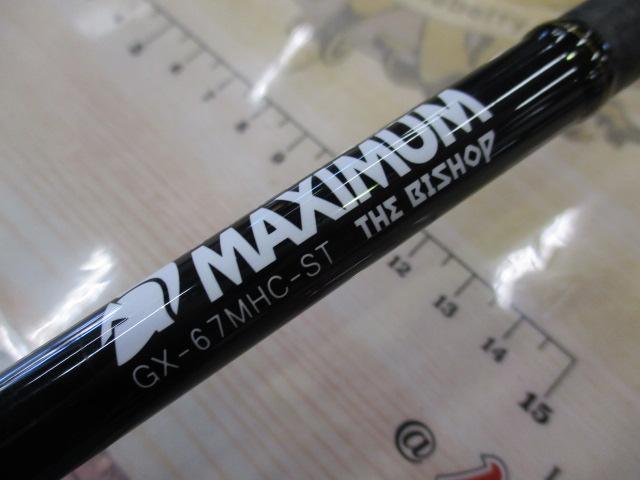 MAXIMUM
THE BISHOP
GX-67MHC-ST
12
13
14
15
@